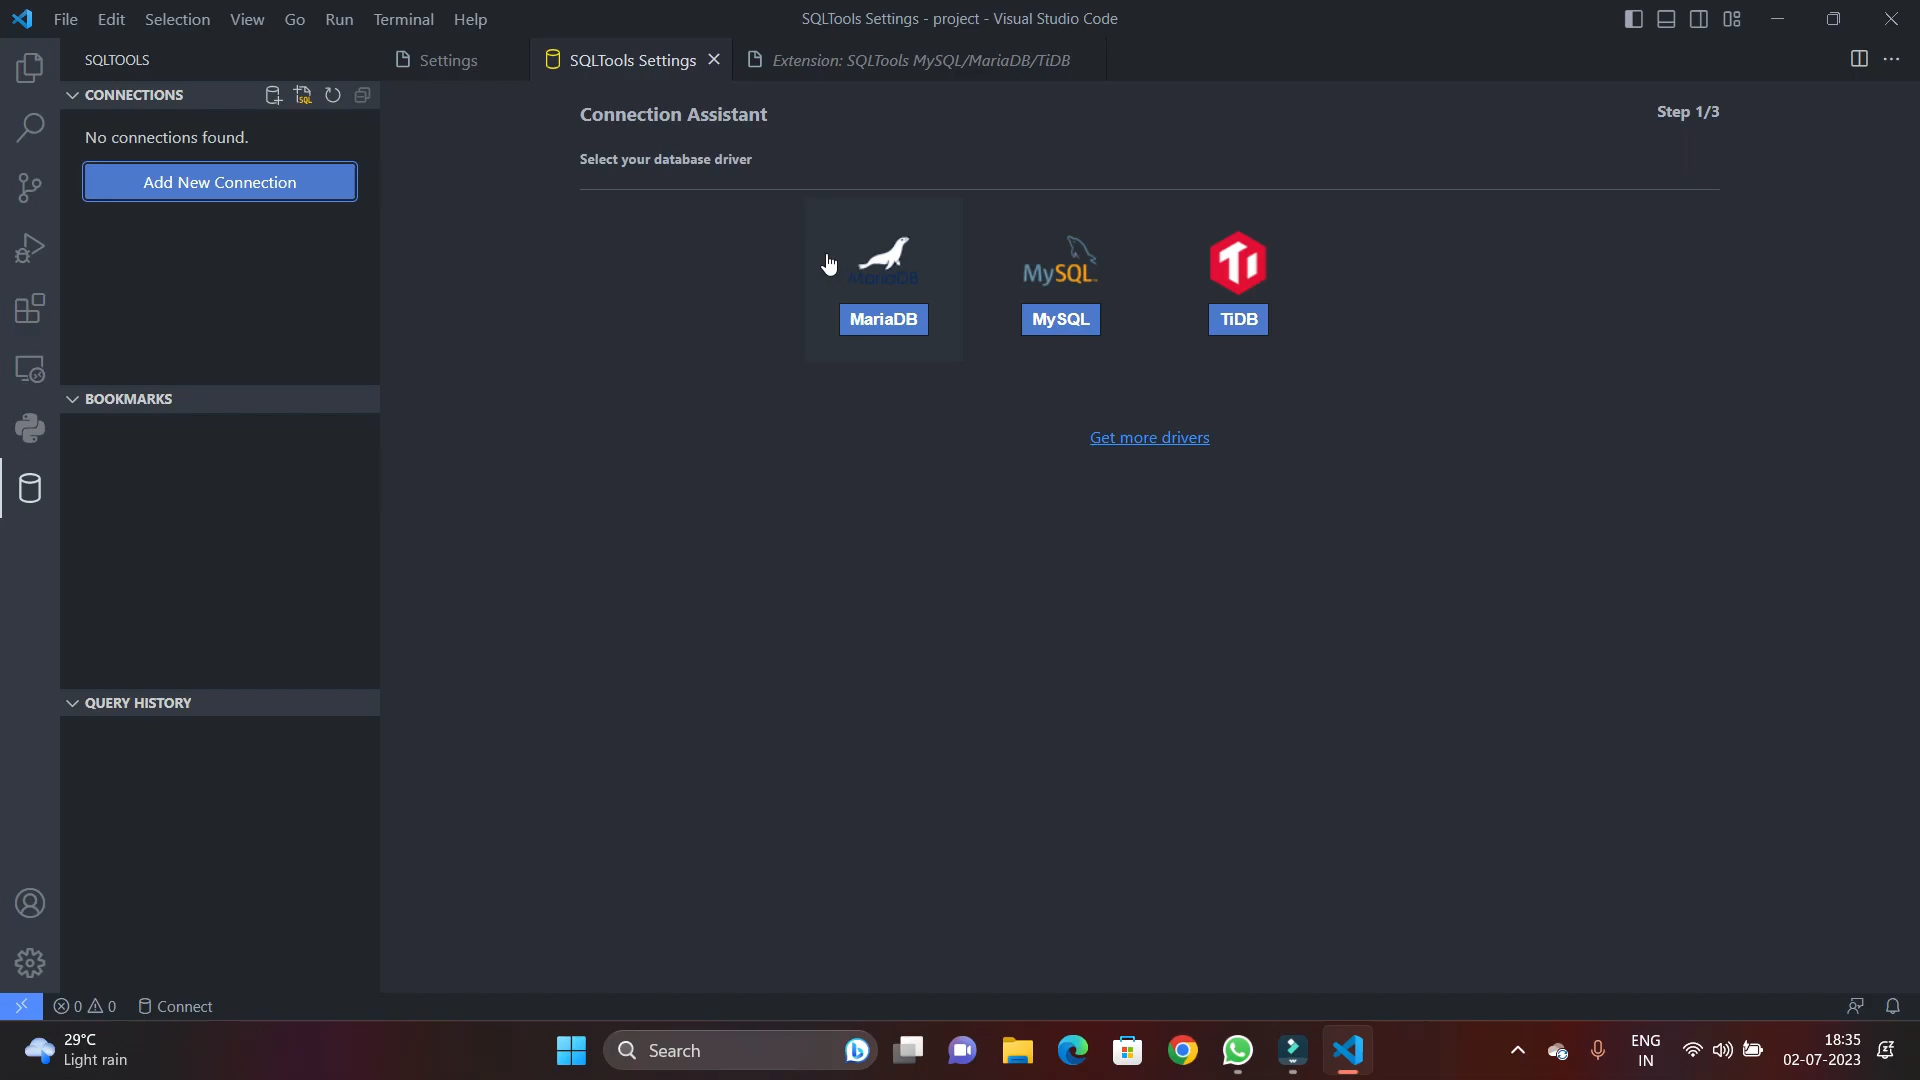 File Edit Selection View Go Run Terminal Help
SQLTools Settings - project - Visual Studio Code
SQLTOOLS
Settings
SQLTools Settings
Extension: SQLTools MySQL/MariaDB/TiDB
CONNECTIONS
No connections found.
Add New Connection
BOOKMARKS
QUERY HISTORY
Connection Assistant
Step 1/3
Select your database driver
MySQL
MariaDB
MySQL
TiDB
Get more drivers
0 0 Connect
29°C
Light rain
Search
ENG
IN
18:35
02-07-2023